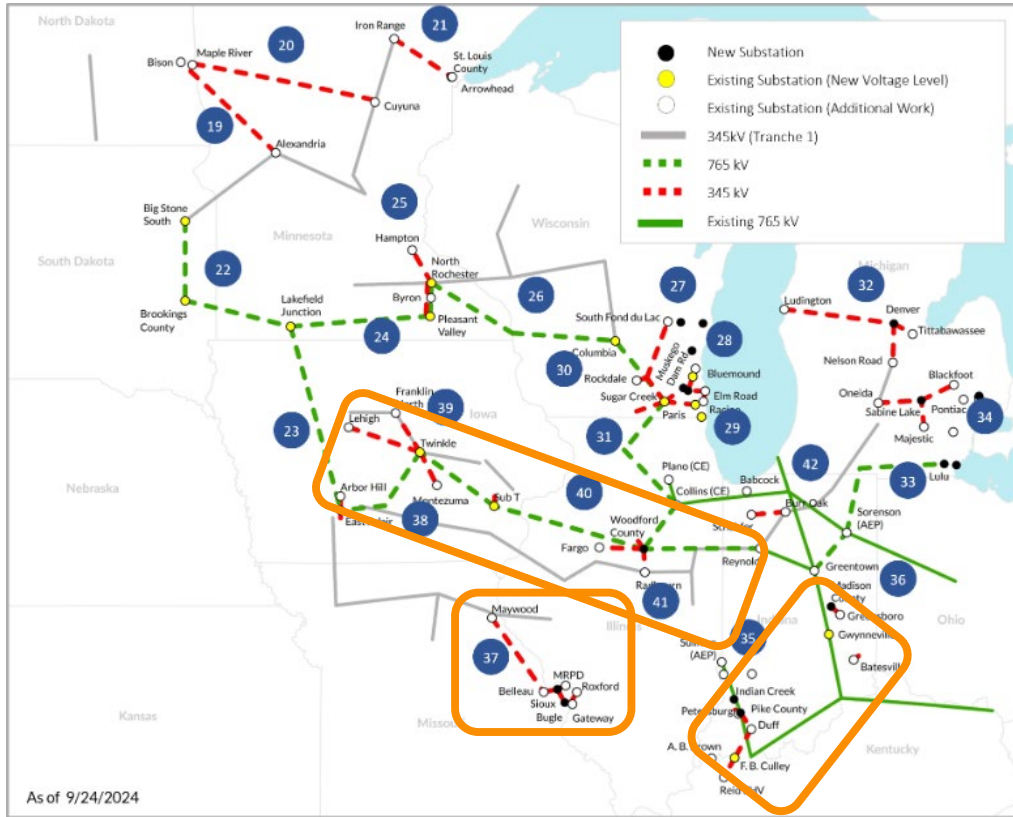 North Dakota
Iron Range
21
20
Maple River
Bison
St. Louis
County
Arrowhead
Cuyuna
19
Alexandria
New Substation
Existing Substation (New Voltage Level)
Existing Substation (Additional Work)
345kV (Tranche 1)
765 kV
345 kV
Existing 765 kV
25
Big Stone
South
Minnesota
Hampton
Wisconsin
Michigan
South Dakota
22
North
Rochester
26
27
32
Byron
Ludington
Denver
Brookings
County
Lakefield
Junction
Pleasant
Valley
South Fond du Lac
Tittabawassee
24
Columbia
28
Nelson Road
30
Muskego
Dam Rd
Bluemound
Rockdale
Blackfoot
Franklin
North
39
Iowa
Sugar Creek
Elm Road
Oneida
Paris
Racine
Sabine Lake
Pontiac
34
Lehigh
23
31
29
Majestic
Twinkle
Nebraska
Plano (CE)
Babcock
42
33
Lulu
Arbor Hill
Montezuma
Sub T
40
Collins (CE)
Burr Oak
Sorenson
(AEP)
38
Woodford
County
Fargo
Reynolds
Greentown
36
41
Madison
County
Maywood
Illinois
35
Indiana
Greensboro
Ohio
Gwynneville
37
(AEP)
Batesville
MRPD
Roxford
Belleau
Indian Creek
Sioux
Pike County
Kansas
Bugle
Gateway
Petersburg
Duff
Kentucky
F. B. Culley
As of 9/24/2024